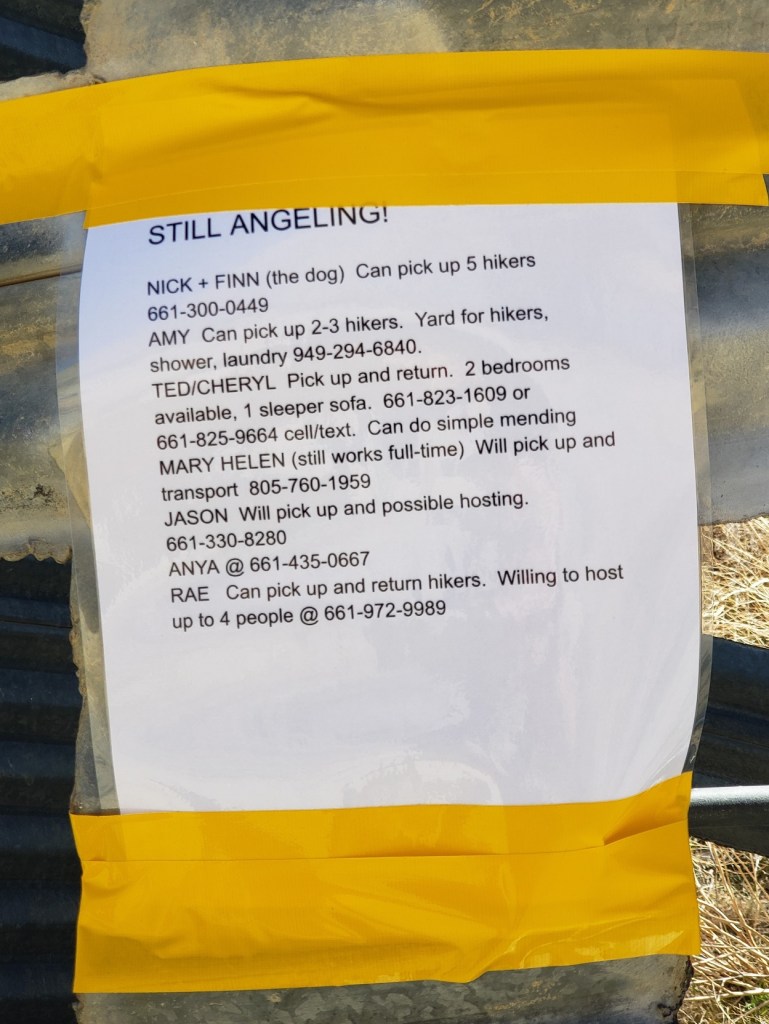 STILL ANGELING!
NICK + FINN (the dog)  Can pick up 5 hikers
661-300-0449
AMY  Can pick up 2-3 hikers.  Yard for hikers,
shower, laundry 949-294-6840.
TED/CHERYL  Pick up and return.  2 bedrooms
available, 1 sleeper sofa.  661-823-1609 or
661-825-9664 cell/text.  Can do simple mending
MARY HELEN (still works full-time)  Will pick up and
transport  805-760-1959
JASON  Will pick up and possible hosting.
661-330-8280
ANYA @ 661-435-0667
RAE   Can pick up and return hikers.  Willing to host
up to 4 people @ 661-972-9989